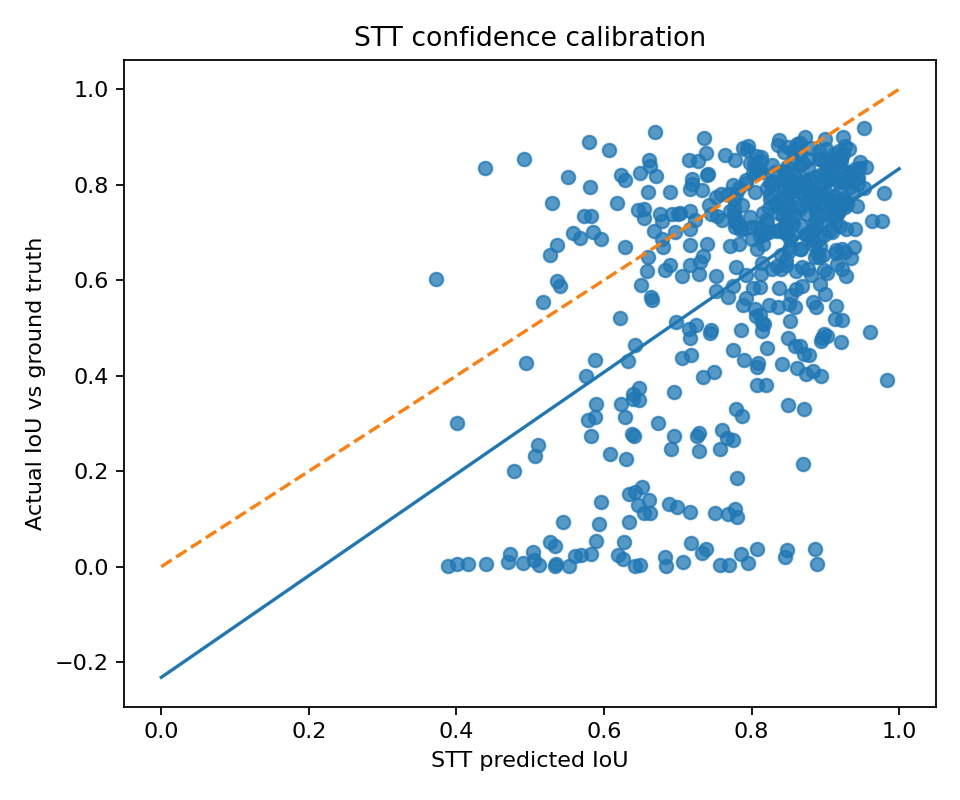 STT confidence calibration
1.0
0.8
0.6
0.4
0.2
0.0
−0.2
Actual IoU vs ground truth
0.0 0.2 0.4 0.6 0.8 1.0
STT predicted IoU